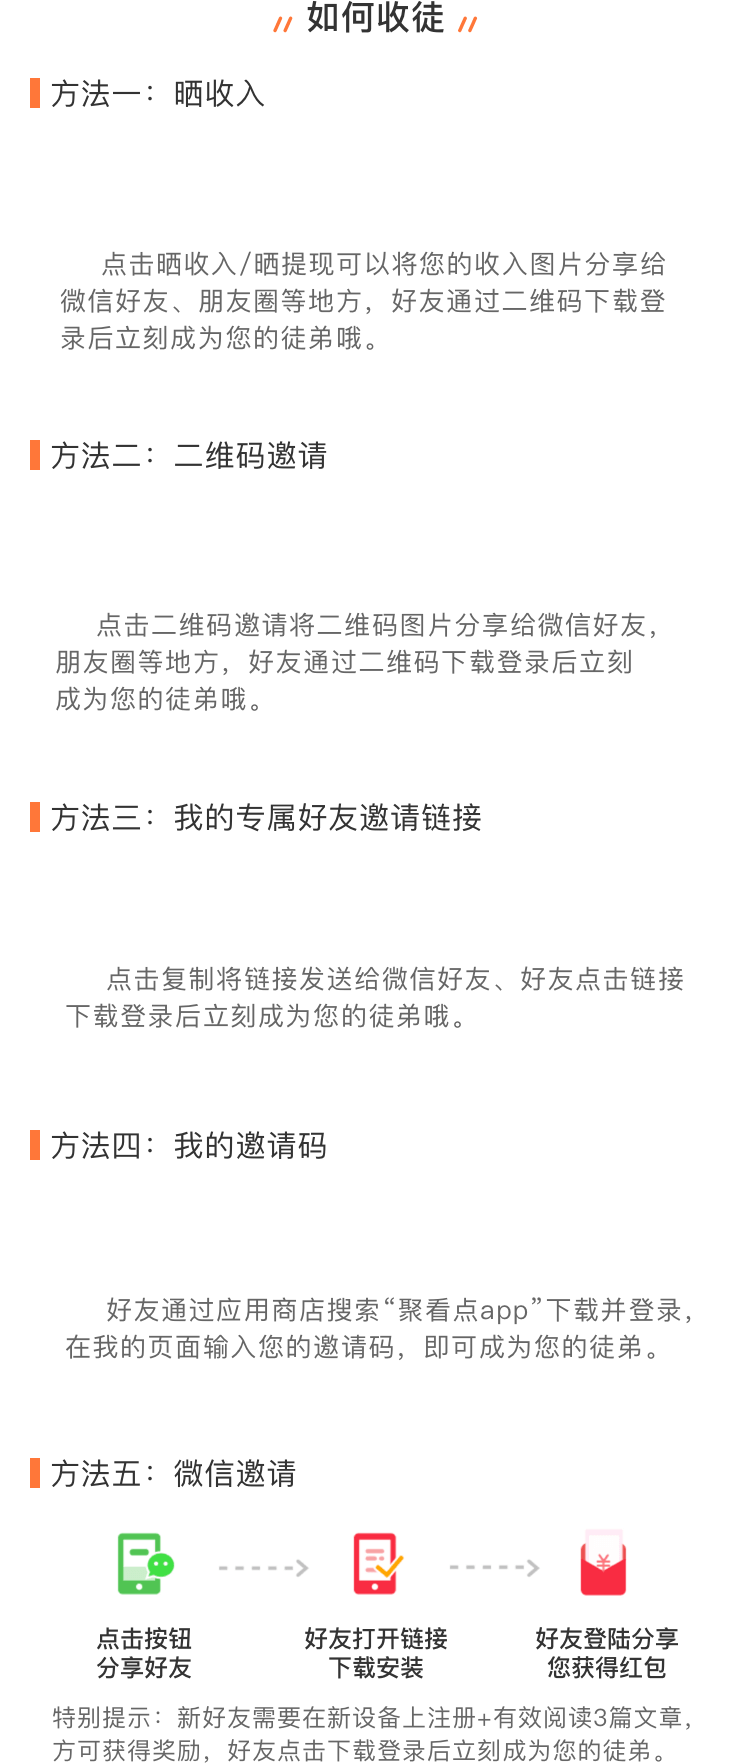 如何收徒
方法一：晒收入
点击晒收入/晒提现可以将您的收入图片分享给
微信好友、朋友圈等地方，好友通过二维码下载登
录后立刻成为您的徒弟哦。
方法二：二维码邀请
点击二维码邀请将二维码图片分享给微信好友，
朋友圈等地方，好友通过二维码下载登录后立刻
成为您的徒弟哦。
方法三：我的专属好友邀请链接
点击复制将链接发送给微信好友、好友点击链接
下载登录后立刻成为您的徒弟哦。
方法四：我的邀请码
好友通过应用商店搜索“聚看点app”下载并登录，
在我的页面输入您的邀请码，即可成为您的徒弟。
方法五：微信邀请
点击按钮
分享好友
好友打开链接
下载安装
¥
好友登陆分享
您获得红包
特别提示：新好友需要在新设备上注册+有效阅读3篇文章，
方可获得奖励，好友点击下载登录后立刻成为您的徒弟。